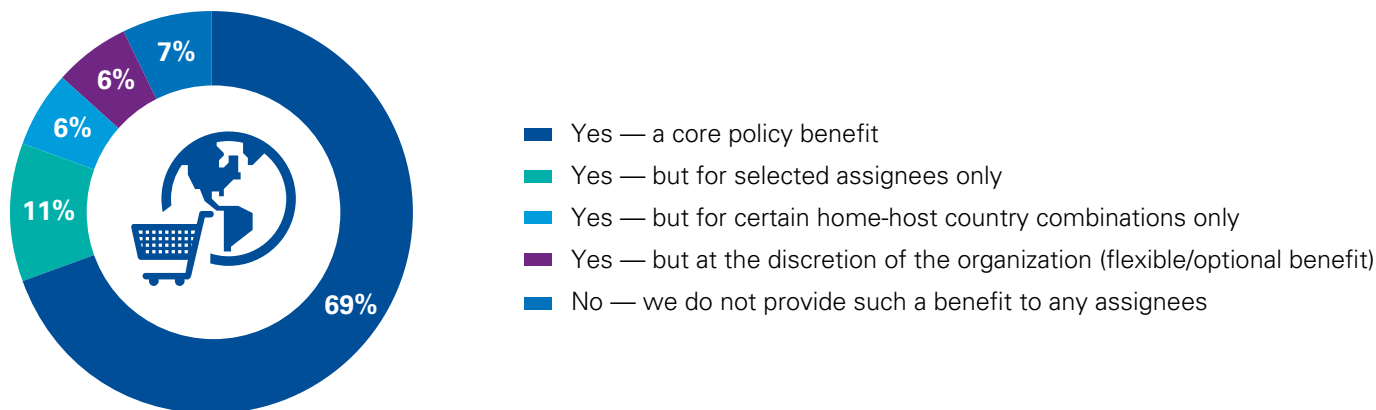 7%
6%
6%
11%
69%
Yes — a core policy benefit
Yes — but for selected assignees only
Yes — but for certain home-host country combinations only
Yes — but at the discretion of the organization (flexible/optional benefit)
No — we do not provide such a benefit to any assignees